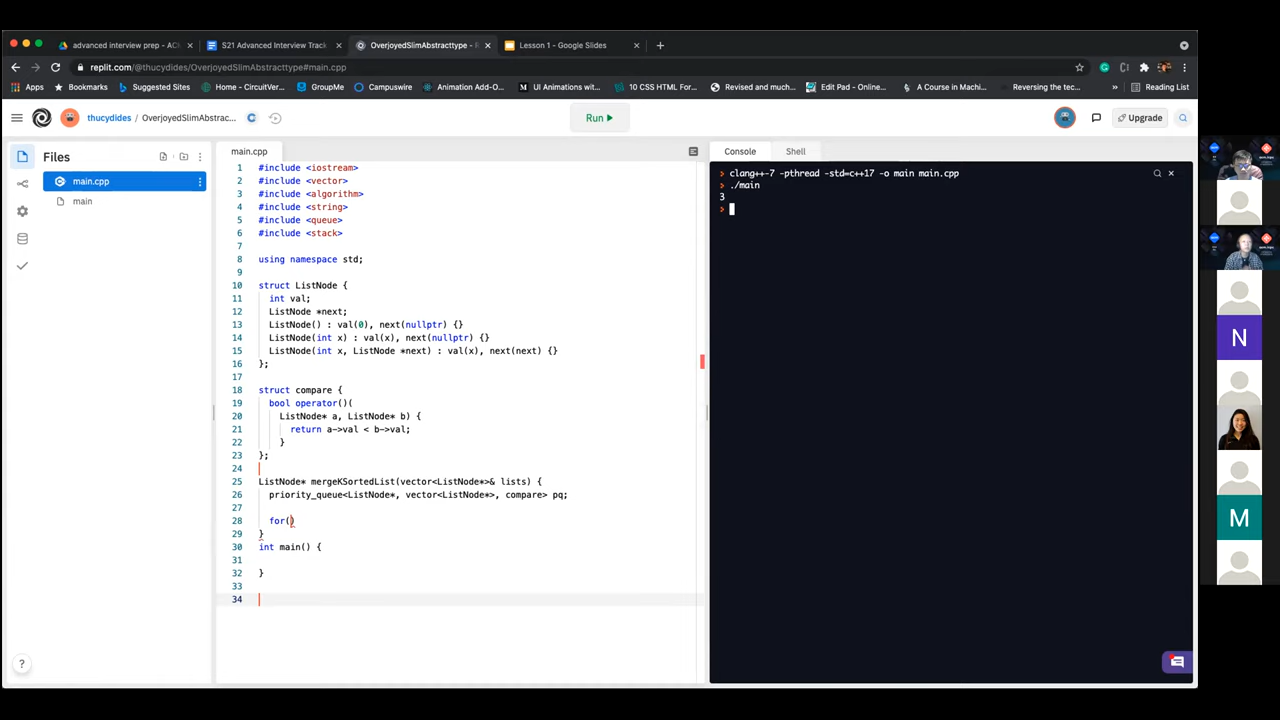 advanced interview prep - AC
S21 Advanced Interview Track
OverjoyedSlimAbstracttype - R
Lesson 1 - Google Slides
replit.com/@thucydides/OverjoyedSlimAbstracttype#main.cpp
Apps
Bookmarks
Suggested Sites
Home - CircuitVer...
GroupMe
Campuswire
Animation Add-O...
UI Animations wit...
10 CSS HTML For...
Revised and much...
Edit Pad - Online...
A Course in Machi...
Reversing the tec...
»
Reading List
thucydides / OverjoyedSlimAbstrac...
Run
Upgrade
Files
main.cpp
main
main.cpp
1 #include <iostream>
2 #include <vector>
3 #include <algorithm>
4 #include <string>
5 #include <queue>
6 #include <stack>
7
8 using namespace std;
9
10 struct ListNode {
11 int val;
12 ListNode *next;
13 ListNode() : val(0), next(nullptr) {}
14 ListNode(int x) : val(x), next(nullptr) {}
15 ListNode(int x, ListNode *next) : val(x), next(next) {}
16 };
17
18 struct compare {
19 bool operator()(
20 ListNode* a, ListNode* b) {
21 return a->val < b->val;
22 }
23 };
24
25 ListNode* mergeKSortedList(vector<ListNode*>& lists) {
26 priority_queue<ListNode*, vector<ListNode*>, compare> pq;
27
28 for()
29 }
30 int main() {
31
32 }
33
34
Console
Shell
> clang++-7 -pthread -std=c++17 -o main main.cpp
> ./main
3
>
?
N
M